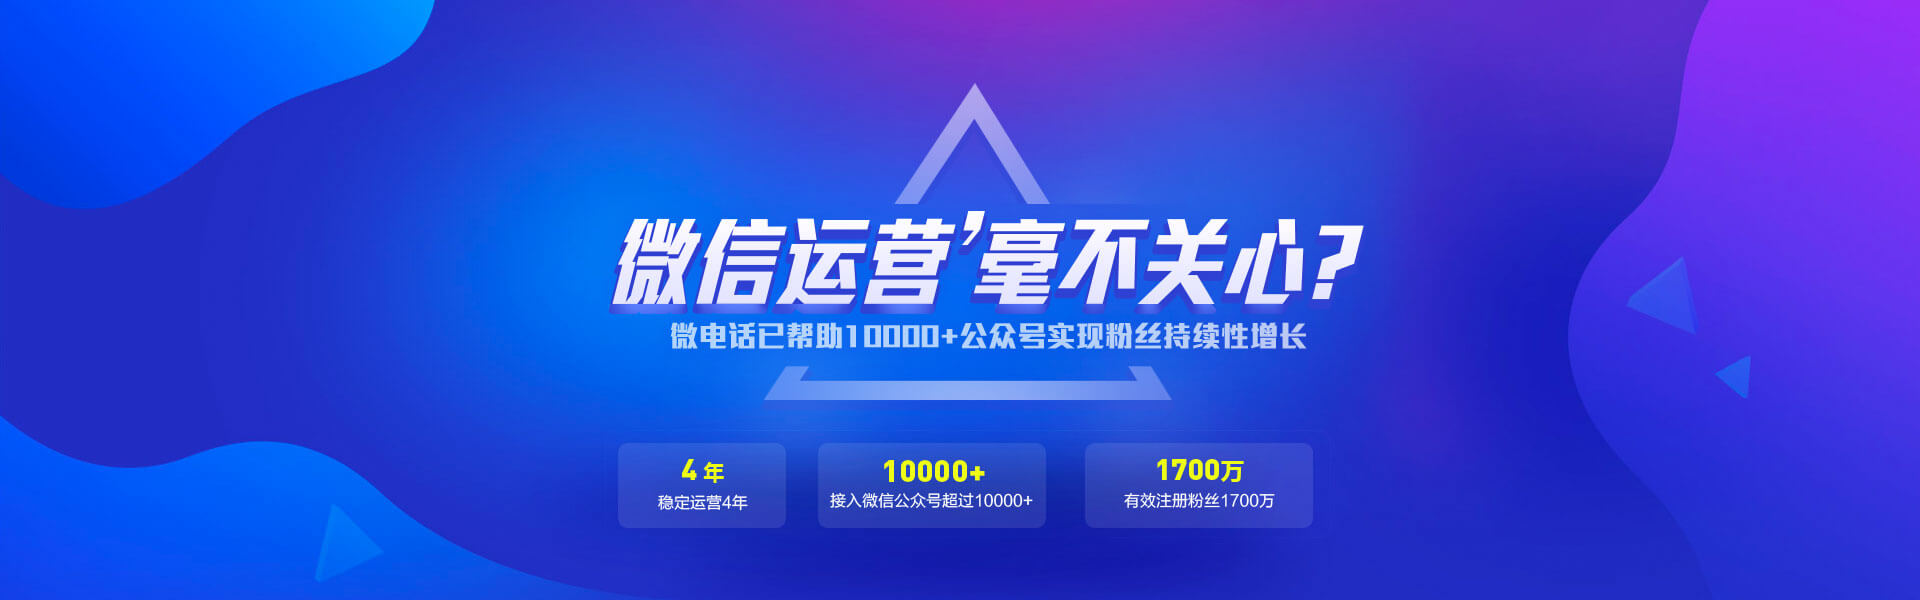 微信运营'毫不关心?
微电话已帮助10000+公众号实现粉丝持续性增长
4 年
稳定运营4年
10000+
接入微信公众号超过10000+
1700万
有效注册粉丝1700万